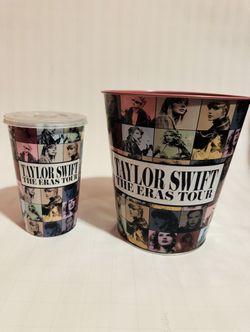 TAYLOR SWIFT
THE ERAS TOUR
TAYLOR SWIFT
THE ERAS TOUR